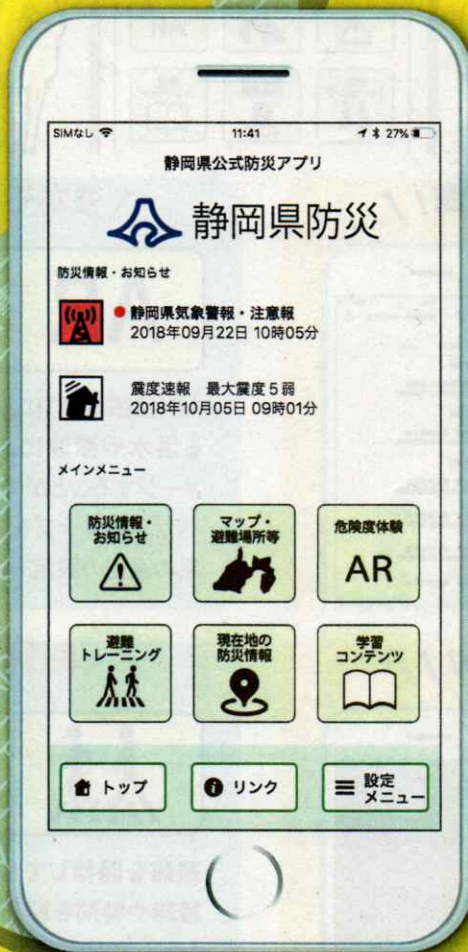 SIMなし 11:41 27%
静岡県公式防災アプリ
静岡県防災
防災情報・お知らせ
静岡県気象警報・注意報
2018年09月22日 10時05分
震度速報 最大震度5弱
2018年10月05日 09時01分
メインメニュー
防災情報・
お知らせ
マップ・
避難場所等
危険度体験
AR
避難
トレーニング
現在地の
防災情報
学習
コンテンツ
トップ
リンク
設定
メニュー